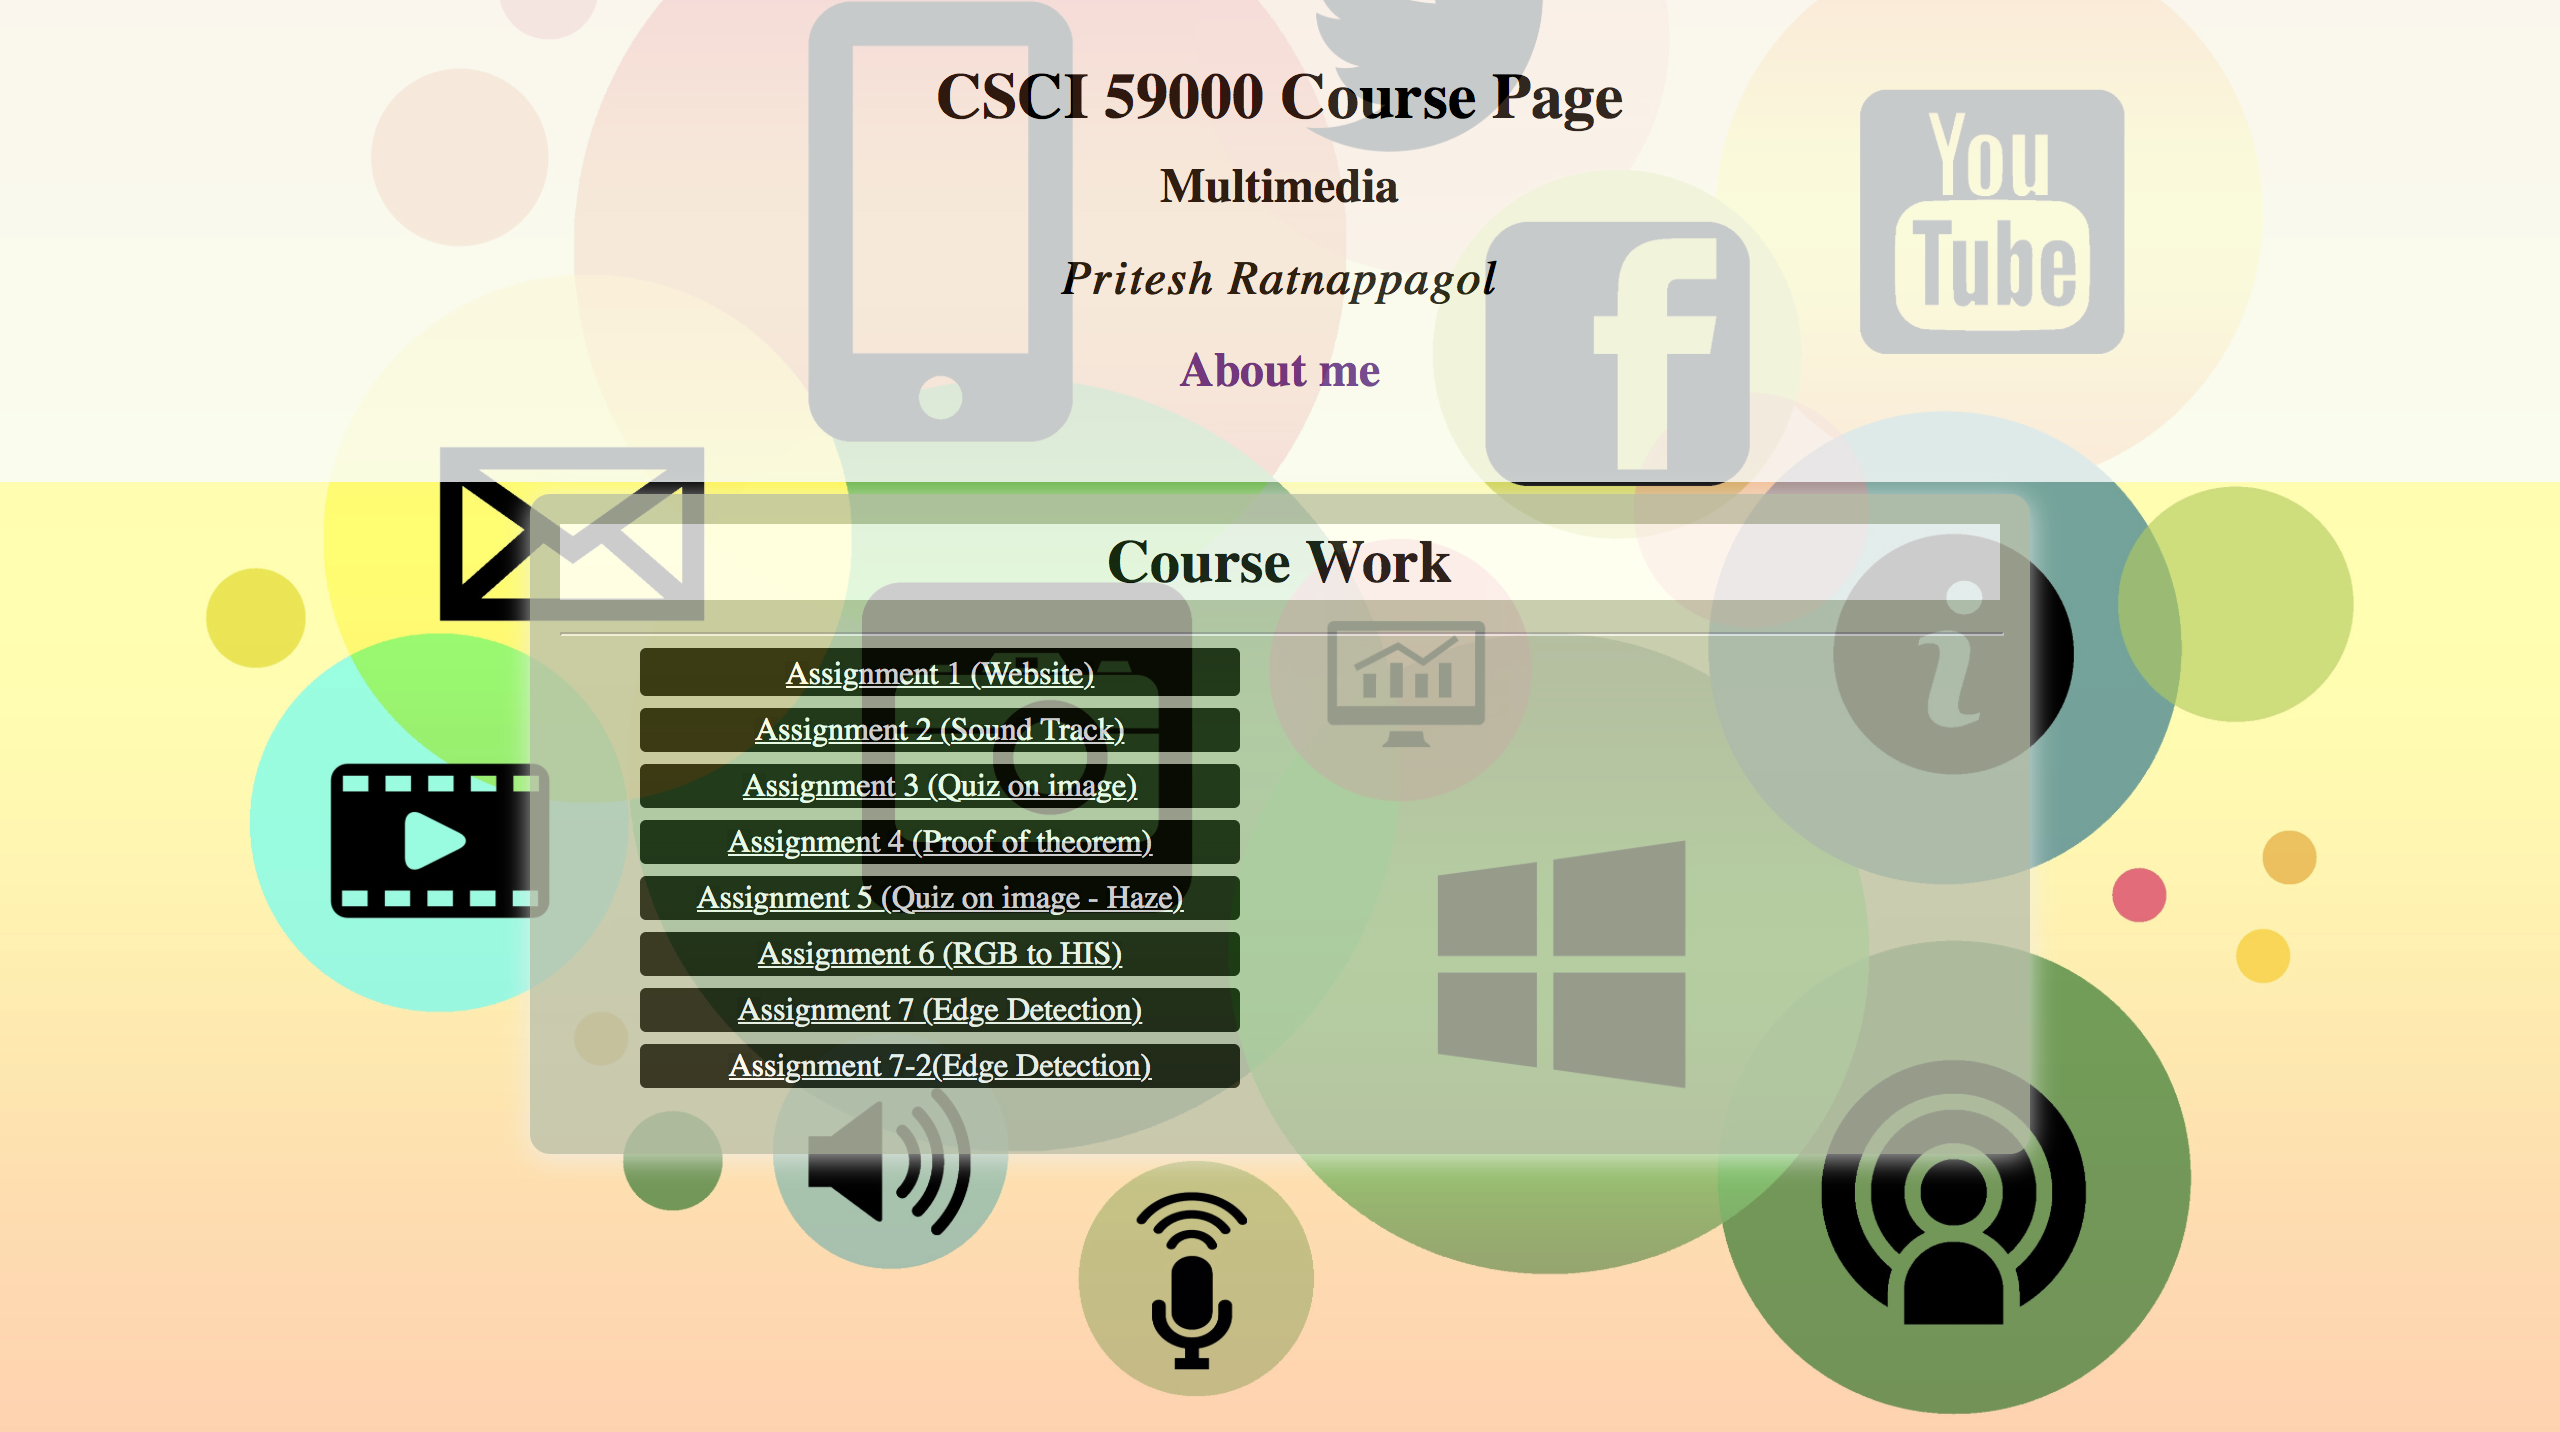 CSCI 59000 Course Page
Multimedia
Pritesh Ratnappagol
About me
You
Tube
f
Course Work
i
Assignment 1 (Website)
Assignment 2 (Sound Track)
Assignment 3 (Quiz on image)
Assignment 4 (Proof of theorem)
Assignment 5 (Quiz on image - Haze)
Assignment 6 (RGB to HIS)
Assignment 7 (Edge Detection)
Assignment 7-2(Edge Detection)